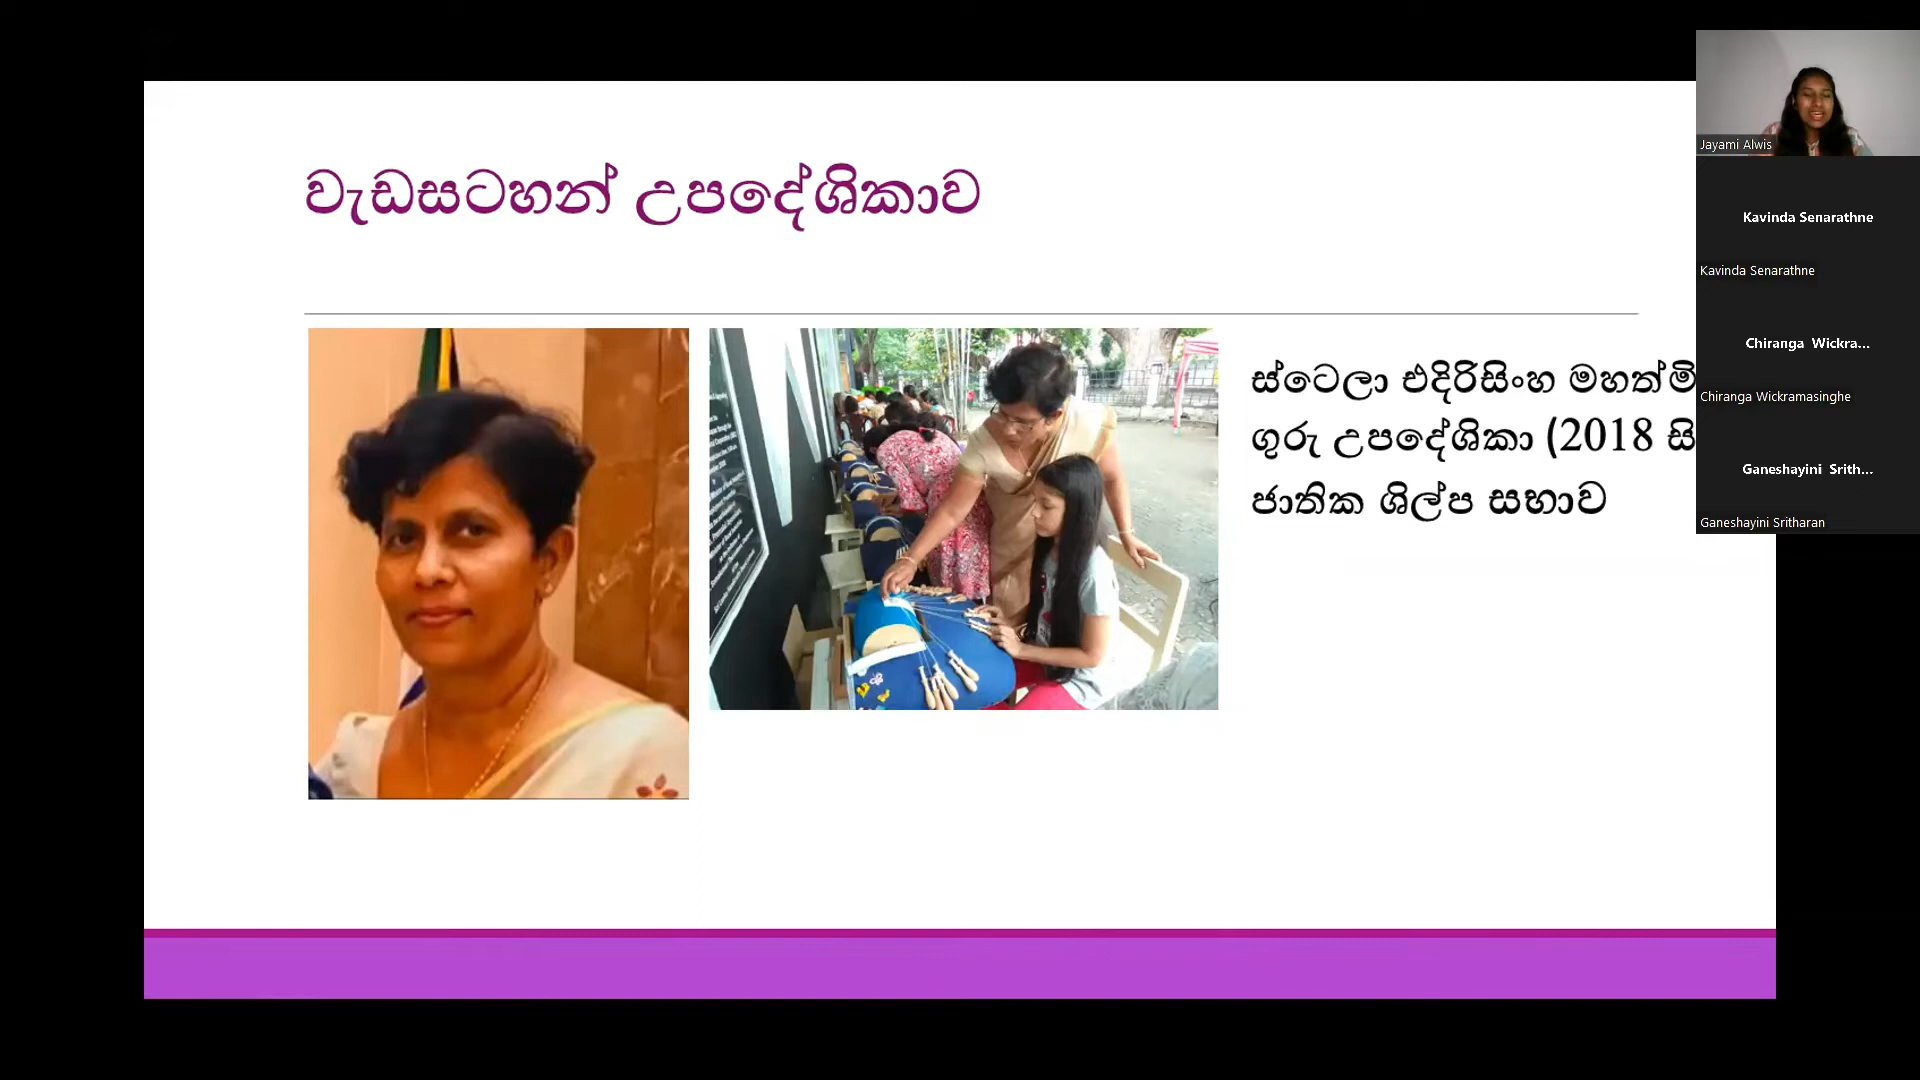 වැඩසටහන් උපදේශිකාව
ස්ටෙලා එදිරිසිංහ මහත්මි
ගුරු උපදේශිකා (2018 සි
ජාතික ශිල්ප සභාව
Jayami Alwis
Kavinda Senarathne
Kavinda Senarathne
Chiranga Wickra...
Chiranga Wickramasinghe
Ganeshayini Srith...
Ganeshayini Sritharan